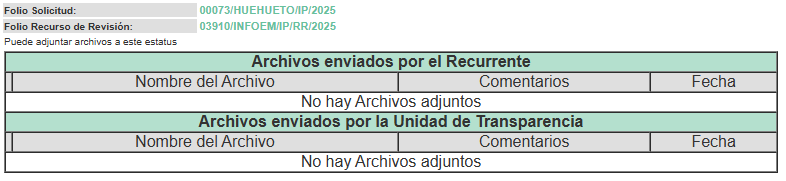 Folio Solicitud: 00073/HUEHUETO/IP/2025
Folio Recurso de Revisión: 03910/INFOEM/IP/RR/2025
Puede adjuntar archivos a este estatus
Archivos enviados por el Recurrente
Nombre del Archivo Comentarios Fecha
No hay Archivos adjuntos
Archivos enviados por la Unidad de Transparencia
Nombre del Archivo Comentarios Fecha
No hay Archivos adjuntos